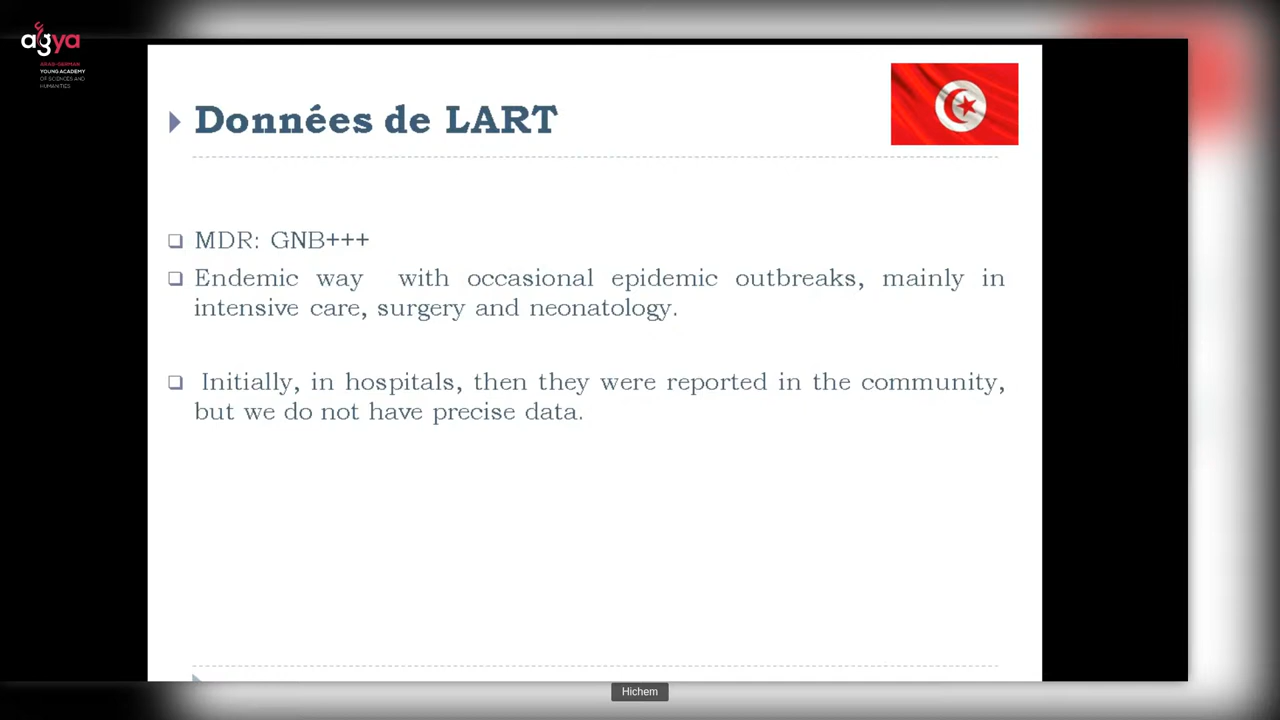 agya
ARAB-GERMAN
YOUNG ACADEMY
OF SCIENCES AND
HUMANITIES
Données de LART
MDR: GNB+++
Endemic way with occasional epidemic outbreaks, mainly in
intensive care, surgery and neonatology.
Initially, in hospitals, then they were reported in the community,
but we do not have precise data.
Hichem